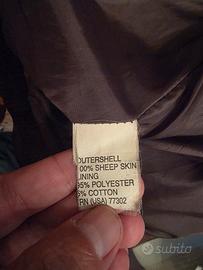 OUTERSHELL
100% SHEEP SKIN
LINING
95% POLYESTER
5% COTTON
RN (USA) 77302
subito